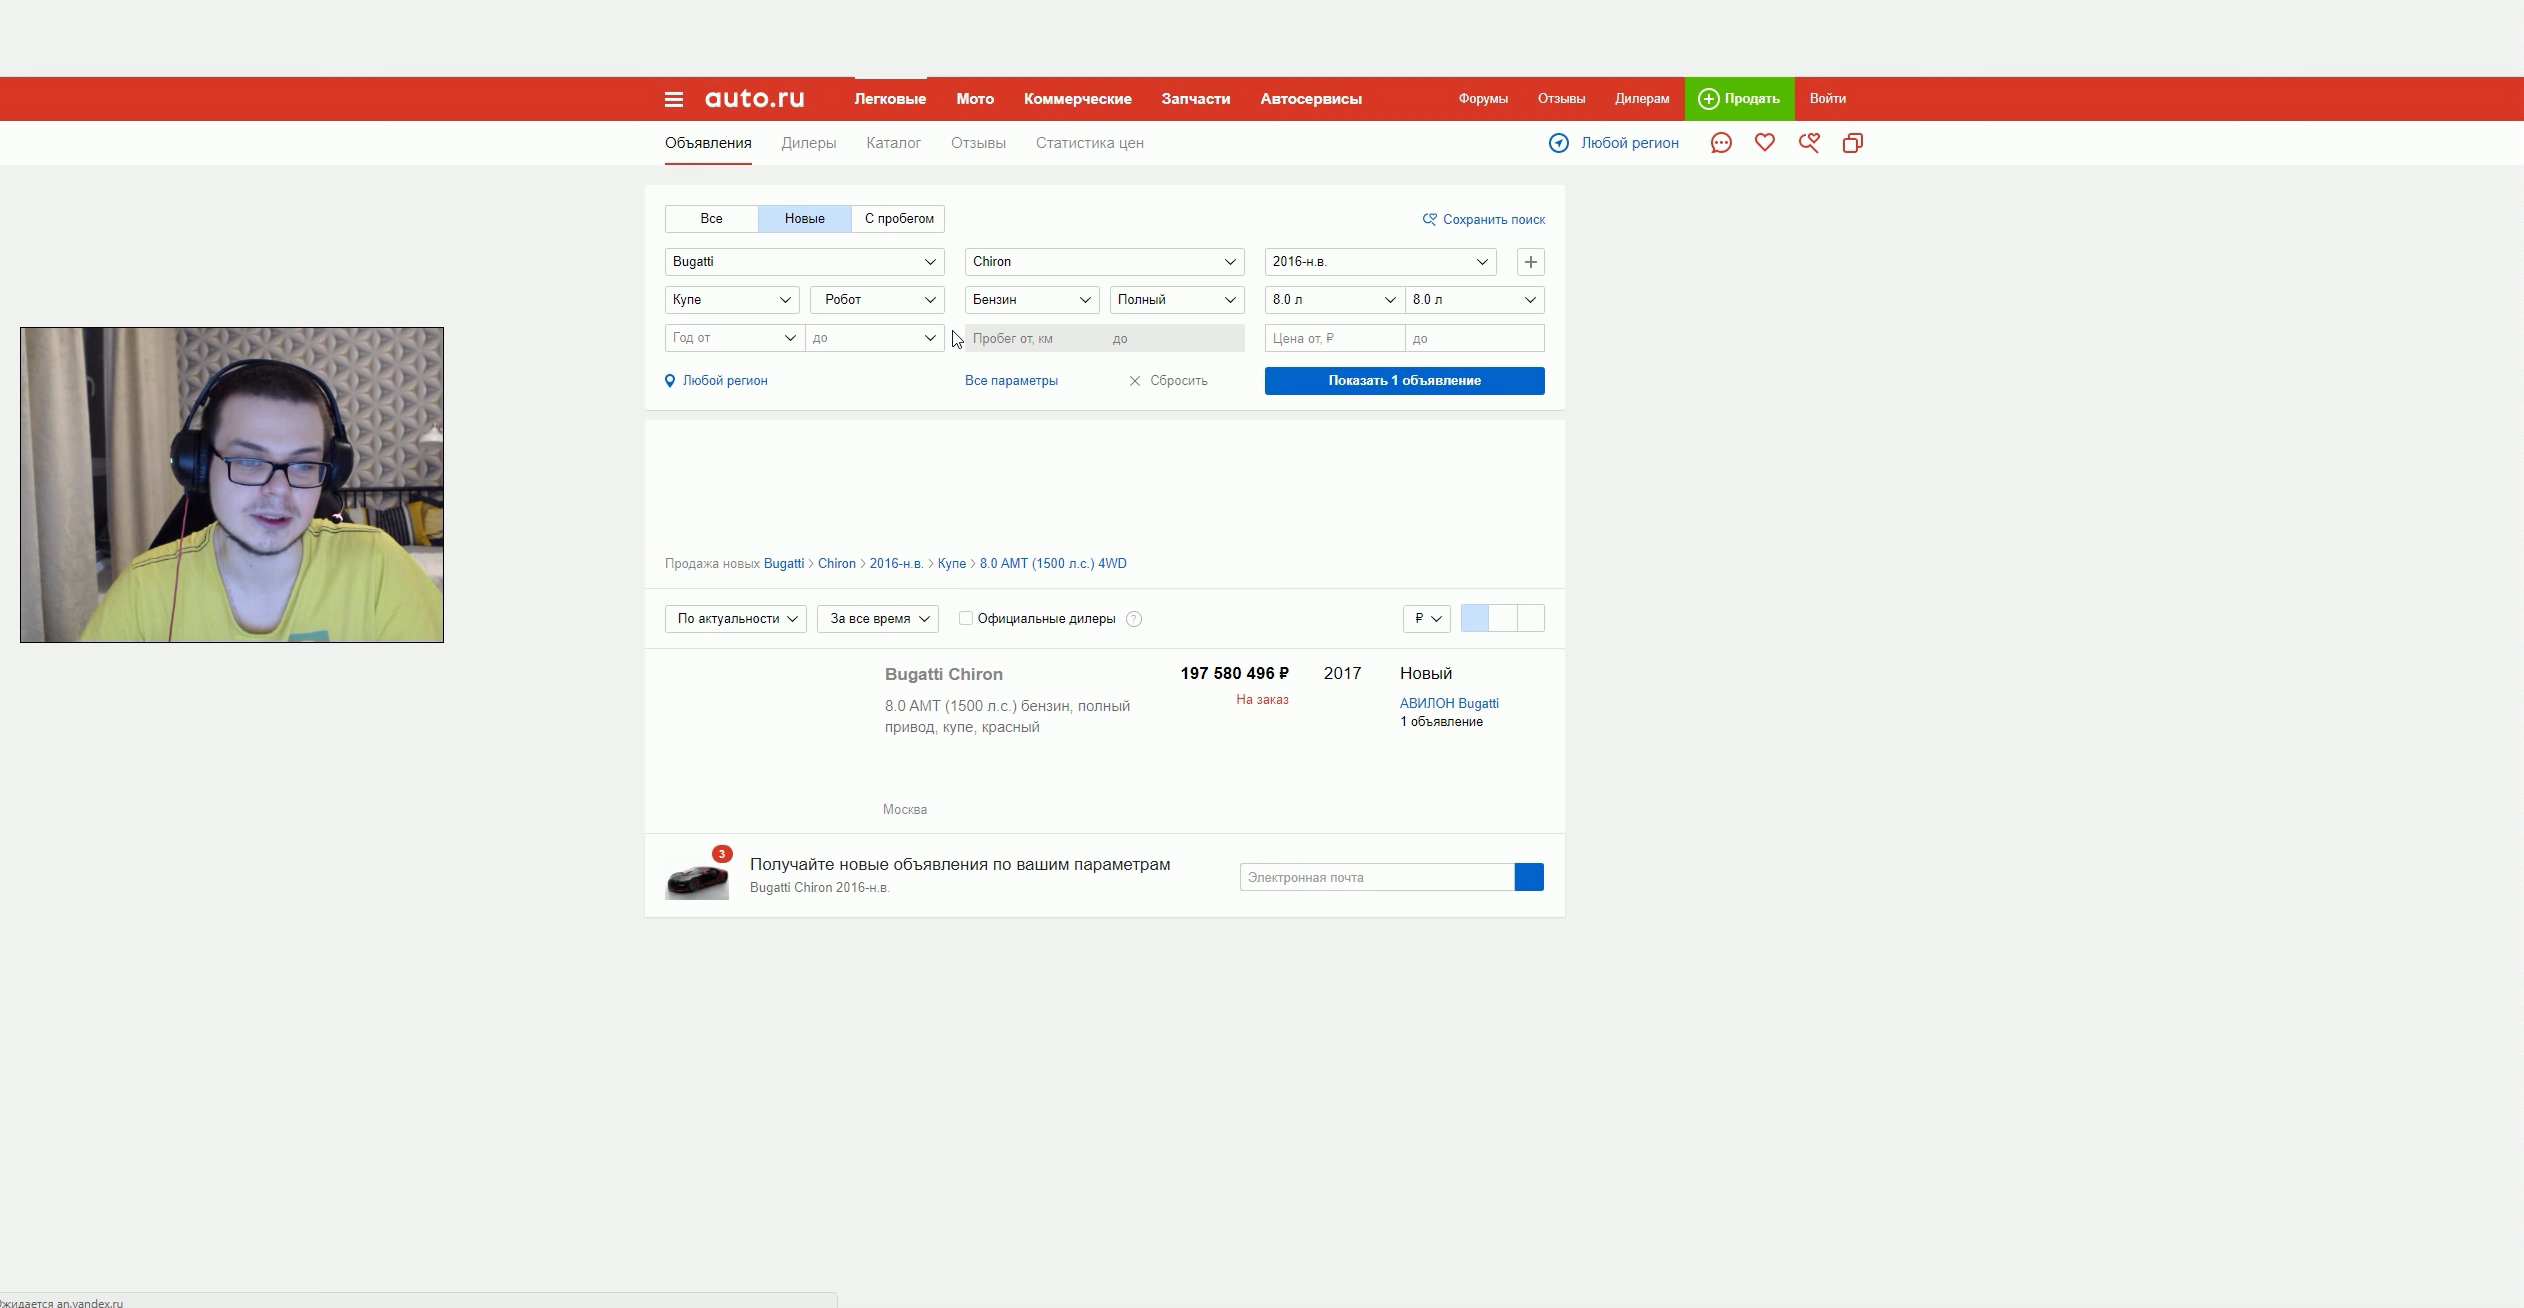 auto.ru Легковые Мото Коммерческие Запчасти Автосервисы Форумы Отзывы Дилерам Продать Войти
Объявления Дилеры Каталог Отзывы Статистика цен Любой регион
Все Новые С пробегом Сохранить поиск
Bugatti Chiron 2016-н.в.
Купе Робот Бензин Полный 8.0 л 8.0 л
Год от до Пробег от, км до Цена от, ₽ до
Любой регион Все параметры Сбросить Показать 1 объявление
Продажа новых Bugatti > Chiron > 2016-н.в. > Купе > 8.0 AMT (1500 л.с.) 4WD
По актуальности За все время Официальные дилеры ? ₽
Bugatti Chiron 197 580 496 ₽ 2017 Новый
На заказ АВИЛОН Bugatti
8.0 AMT (1500 л.с.) бензин, полный 1 объявление
привод, купе, красный
Москва
3
Получайте новые объявления по вашим параметрам
Bugatti Chiron 2016-н.в. Электронная почта
Ожидается an.yandex.ru